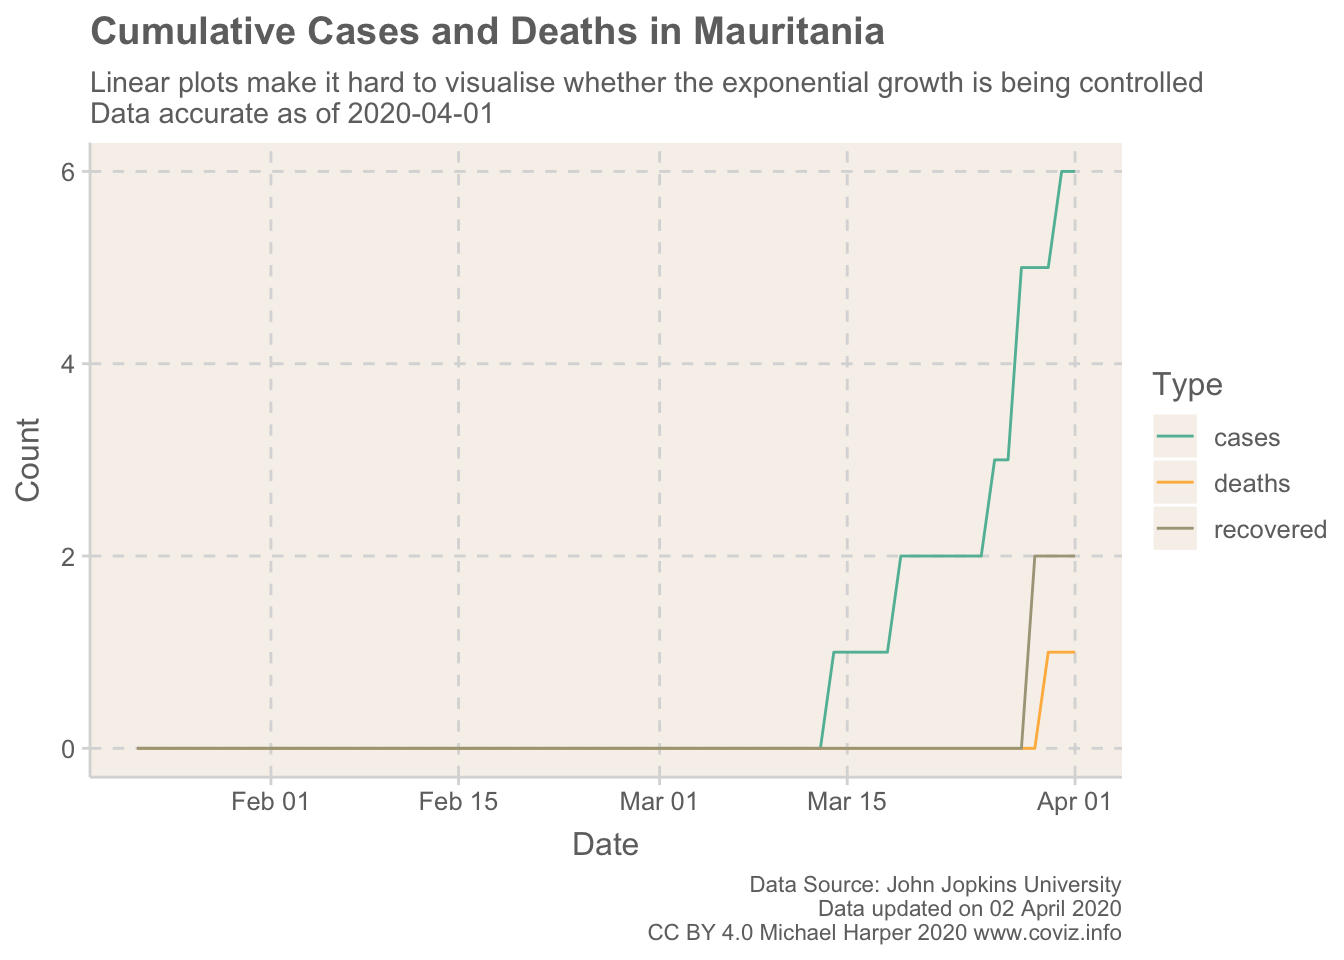 Cumulative Cases and Deaths in Mauritania
Linear plots make it hard to visualise whether the exponential growth is being controlled
Data accurate as of 2020-04-01
6
4
2
0
Count
Feb 01
Feb 15
Mar 01
Mar 15
Apr 01
Date
Type
cases
deaths
recovered
Data Source: John Jopkins University
Data updated on 02 April 2020
CC BY 4.0 Michael Harper 2020 www.coviz.info